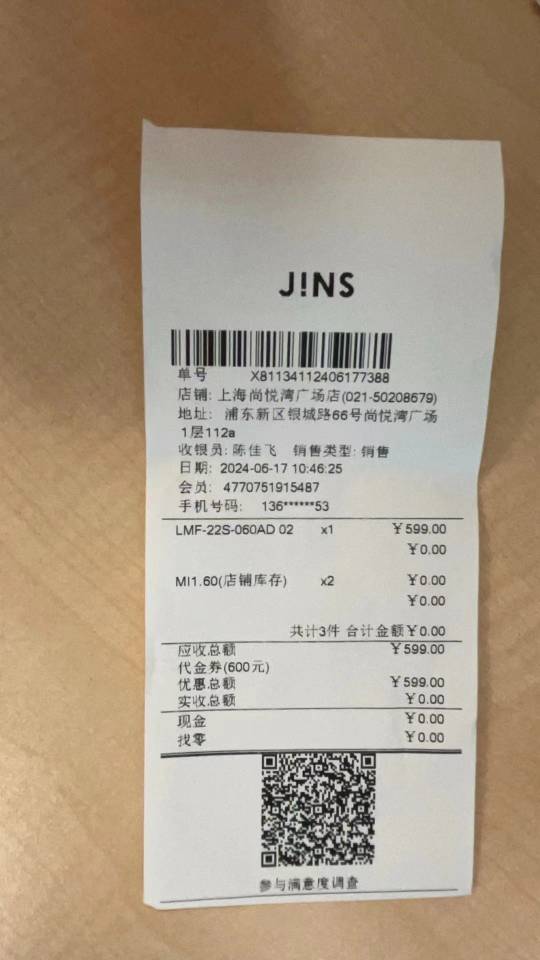 J!NS
单号 X81134112406177388
店铺: 上海尚悦湾广场店(021-50208679)
地址: 浦东新区银城路66号尚悦湾广场
1层112a
收银员: 陈佳飞 销售类型: 销售
日期: 2024-06-17 10:46:25
会员: 4770751915487
手机号码: 136******53
LMF-22S-060AD 02 x1 ￥599.00
￥0.00
MI1.60(店铺库存) x2 ￥0.00
￥0.00
共计3件 合计金额￥0.00
应收总额 ￥599.00
代金券(600元)
优惠总额 ￥599.00
实收总额 ￥0.00
现金 ￥0.00
找零 ￥0.00
参与满意度调查